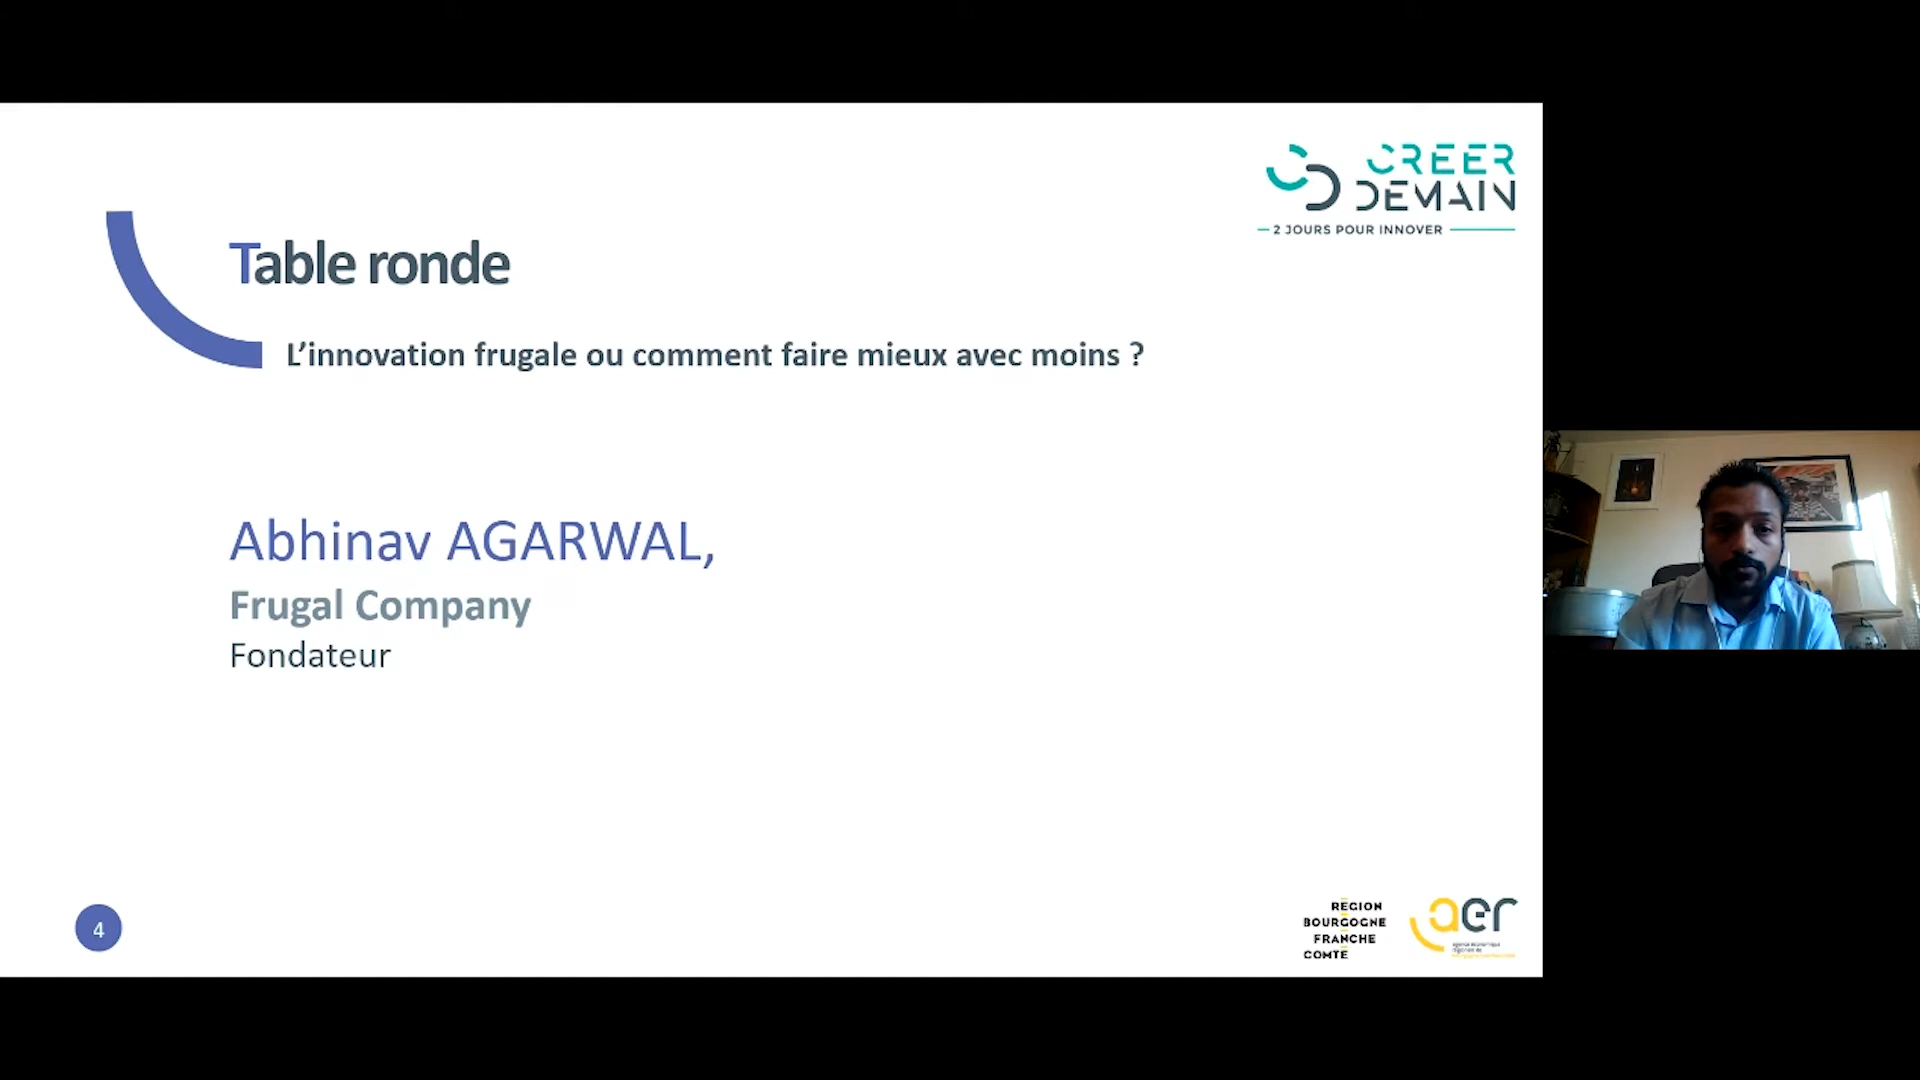 CREER
DEMAIN
2 JOURS POUR INNOVER
Table ronde
L’innovation frugale ou comment faire mieux avec moins ?
Abhinav AGARWAL,
Frugal Company
Fondateur
4
REGION
BOURGOGNE
FRANCHE
COMTE
aer